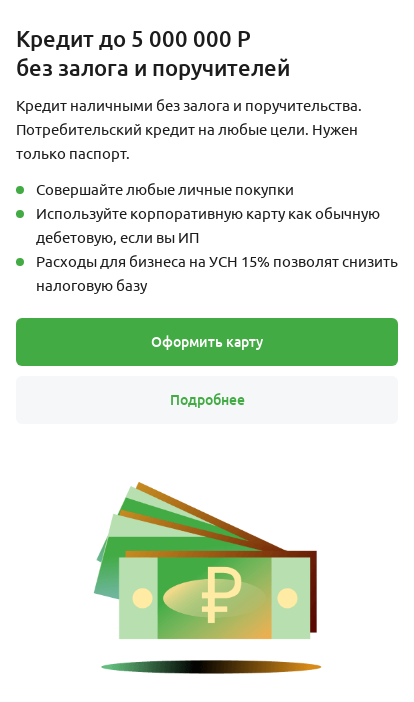 Кредит до 5 000 000 Р
без залога и поручителей
Кредит наличными без залога и поручительства.
Потребительский кредит на любые цели. Нужен
только паспорт.
Совершайте любые личные покупки
Используйте корпоративную карту как обычную
дебетовую, если вы ИП
Расходы для бизнеса на УСН 15% позволят снизить
налоговую базу
Оформить карту
Подробнее
₽